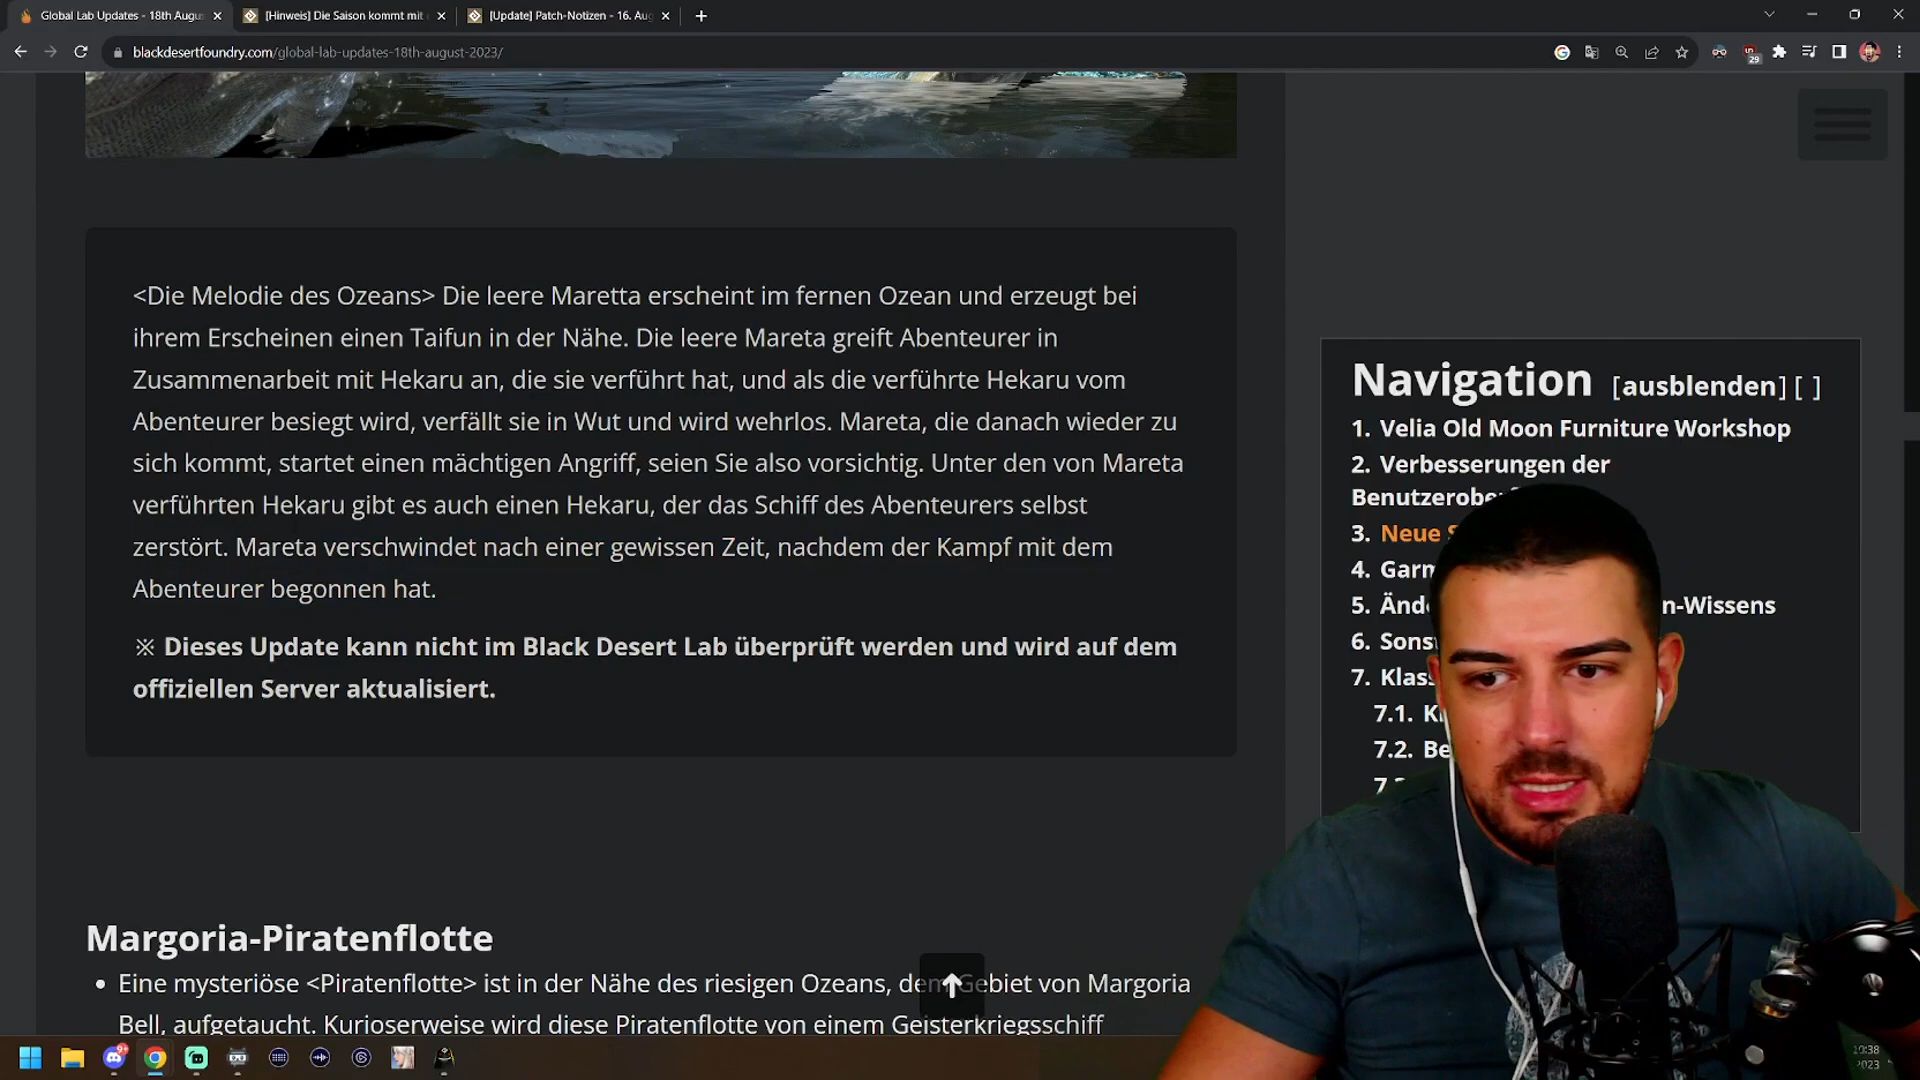 Global Lab Updates - 18th Augu
[Hinweis] Die Saison kommt mit
[Update] Patch-Notizen - 16. Aug
blackdesertfoundry.com/global-lab-updates-18th-august-2023/
29
<Die Melodie des Ozeans> Die leere Maretta erscheint im fernen Ozean und erzeugt bei
ihrem Erscheinen einen Taifun in der Nähe. Die leere Mareta greift Abenteurer in
Zusammenarbeit mit Hekaru an, die sie verführt hat, und als die verführte Hekaru vom
Abenteurer besiegt wird, verfällt sie in Wut und wird wehrlos. Mareta, die danach wieder zu
sich kommt, startet einen mächtigen Angriff, seien Sie also vorsichtig. Unter den von Mareta
verführten Hekaru gibt es auch einen Hekaru, der das Schiff des Abenteurers selbst
zerstört. Mareta verschwindet nach einer gewissen Zeit, nachdem der Kampf mit dem
Abenteurer begonnen hat.
※ Dieses Update kann nicht im Black Desert Lab überprüft werden und wird auf dem
offiziellen Server aktualisiert.
Margoria-Piratenflotte
• Eine mysteriöse <Piratenflotte> ist in der Nähe des riesigen Ozeans, dem Gebiet von Margoria
Bell, aufgetaucht. Kurioserweise wird diese Piratenflotte von einem Geisterkriegsschiff
Navigation [ausblenden] [ ]
1. Velia Old Moon Furniture Workshop
2. Verbesserungen der
Benutzerober
3. Neue
4. Garm
5. Ände n-Wissens
6. Sons
7. Klas
7.1. K
7.2. Be